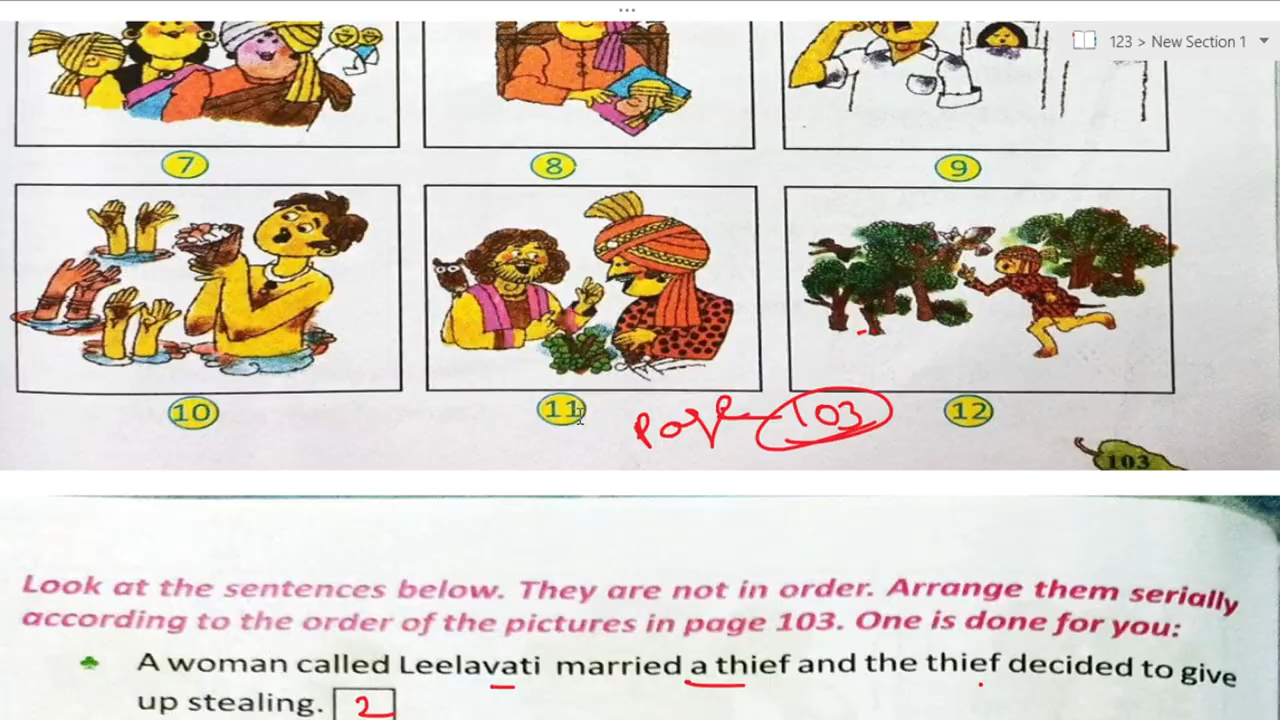 ...
123 > New Section 1
7
8
9
10
11
12
Page - 103
103
Look at the sentences below. They are not in order. Arrange them serially
according to the order of the pictures in page 103. One is done for you:
♣ A woman called Leelavati married a thief and the thief decided to give
up stealing. 2